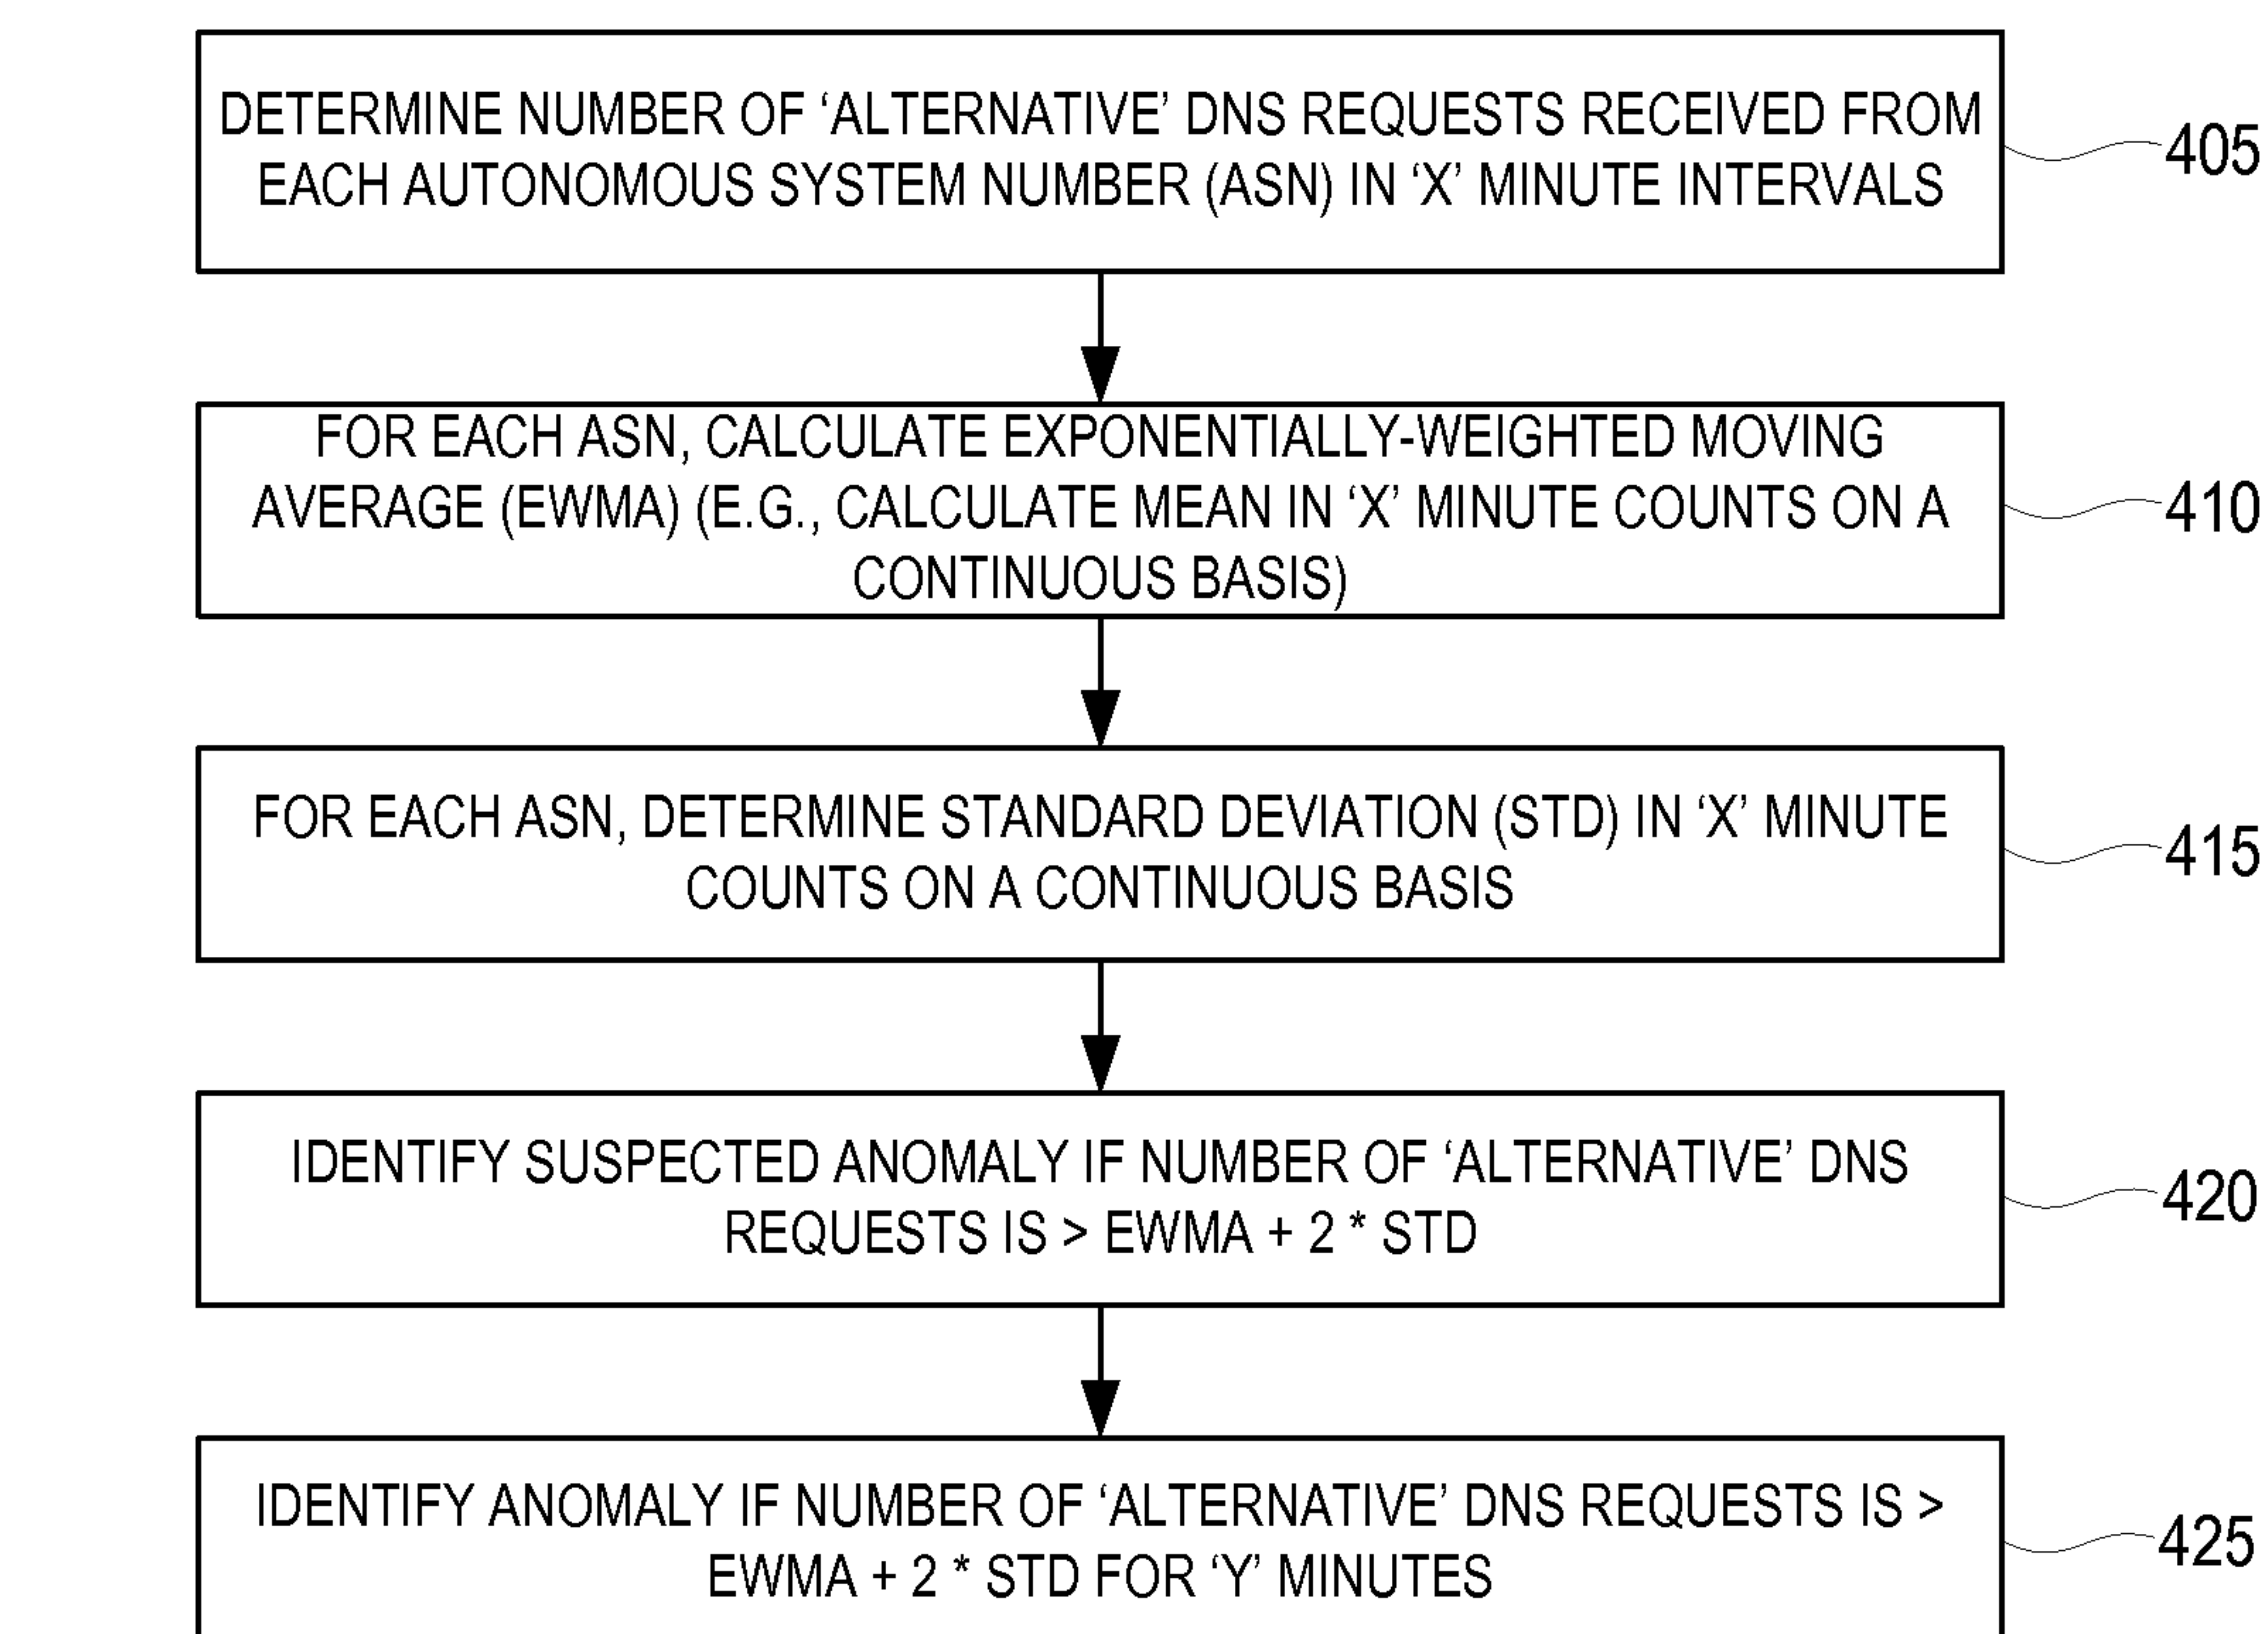 DETERMINE NUMBER OF ‘ALTERNATIVE’ DNS REQUESTS RECEIVED FROM
EACH AUTONOMOUS SYSTEM NUMBER (ASN) IN ‘X’ MINUTE INTERVALS
405
FOR EACH ASN, CALCULATE EXPONENTIALLY-WEIGHTED MOVING
AVERAGE (EWMA) (E.G., CALCULATE MEAN IN ‘X’ MINUTE COUNTS ON A
CONTINUOUS BASIS)
410
FOR EACH ASN, DETERMINE STANDARD DEVIATION (STD) IN ‘X’ MINUTE
COUNTS ON A CONTINUOUS BASIS
415
IDENTIFY SUSPECTED ANOMALY IF NUMBER OF ‘ALTERNATIVE’ DNS
REQUESTS IS > EWMA + 2 * STD
420
IDENTIFY ANOMALY IF NUMBER OF ‘ALTERNATIVE’ DNS REQUESTS IS >
EWMA + 2 * STD FOR ‘Y’ MINUTES
425